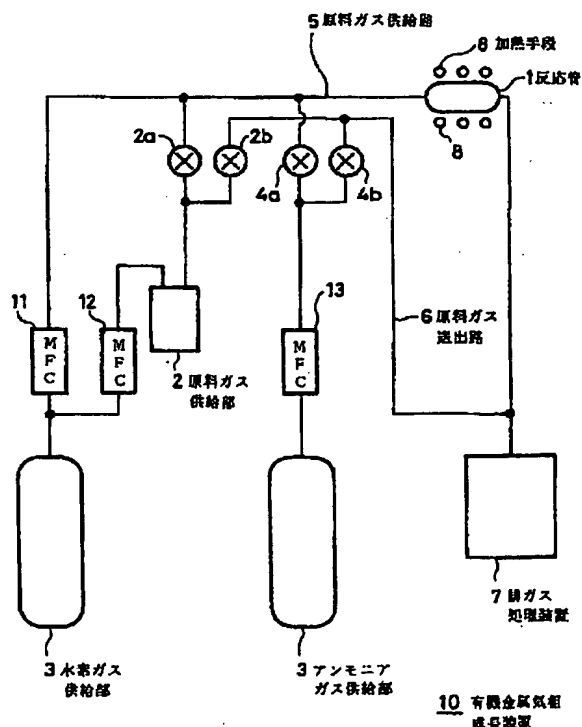 5 原料ガス供給路
8 加熱手段
1 反応管
8
2a
2b
4a
4b
11
12
13
MFC
MFC
MFC
6 原料ガス
送出路
2 原料ガス
供給部
7 排ガス
処理装置
3 水素ガス
供給部
3 アンモニア
ガス供給部
10 有機金属気相
成長装置